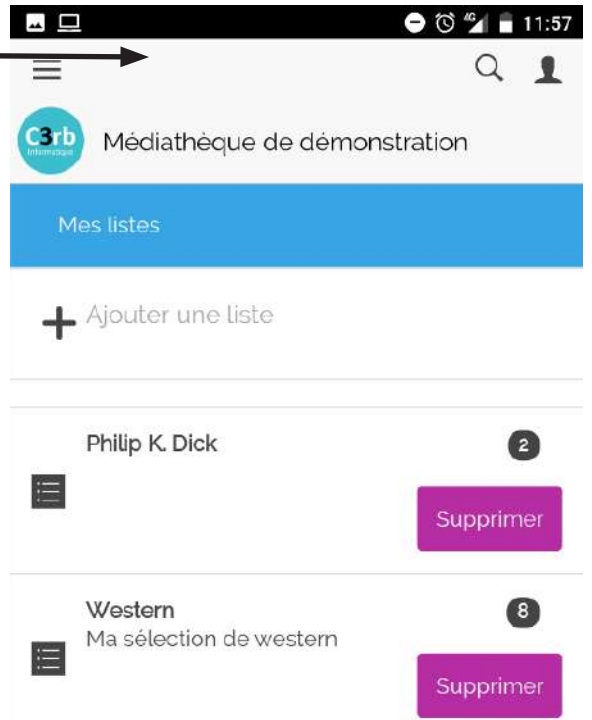 4G 11:57
C3rb
Informatique
Médiathèque de démonstration
Mes listes
Ajouter une liste
Philip K. Dick
2
Supprimer
Western
8
Ma sélection de western
Supprimer